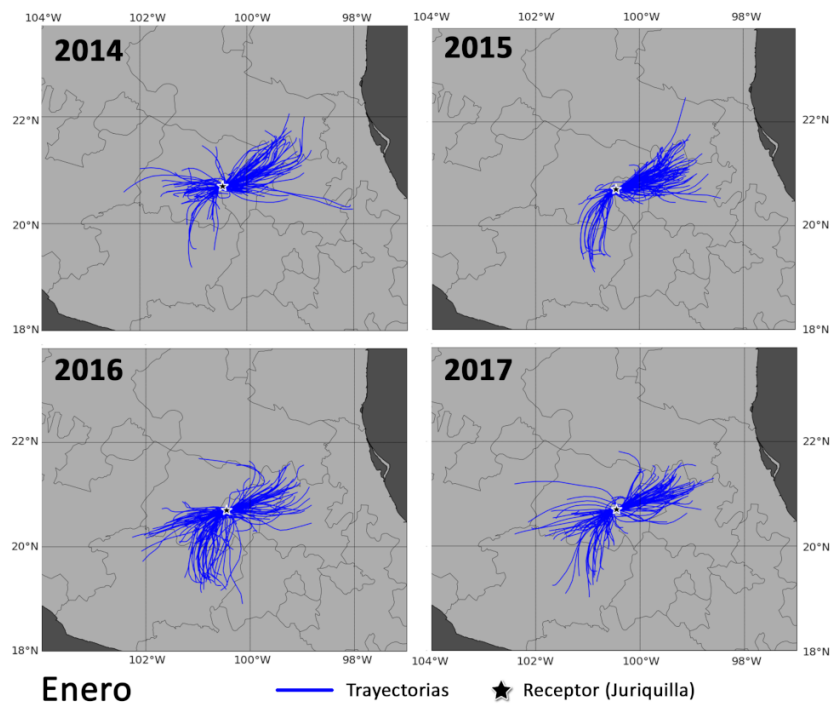 104°W 102°W 100°W 98°W 104°W 102°W 100°W 98°W
2014 2015
22°N 22°N
20°N 20°N
18°N 18°N
2016 2017
22°N 22°N
20°N 20°N
18°N 18°N
102°W 100°W 98°W 104°W 102°W 100°W 98°W
Enero Trayectorias Receptor (Juriquilla)